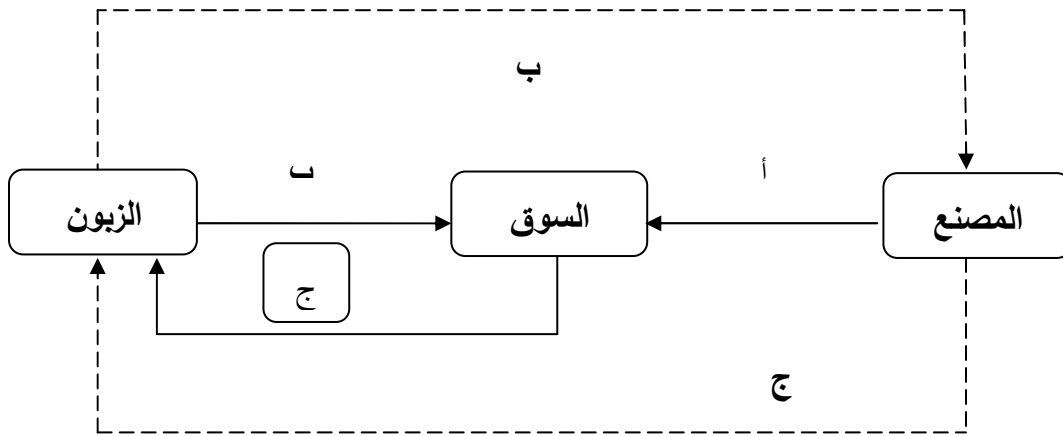 ب
أ
ب
المصنع
السوق
الزبون
ج
ج